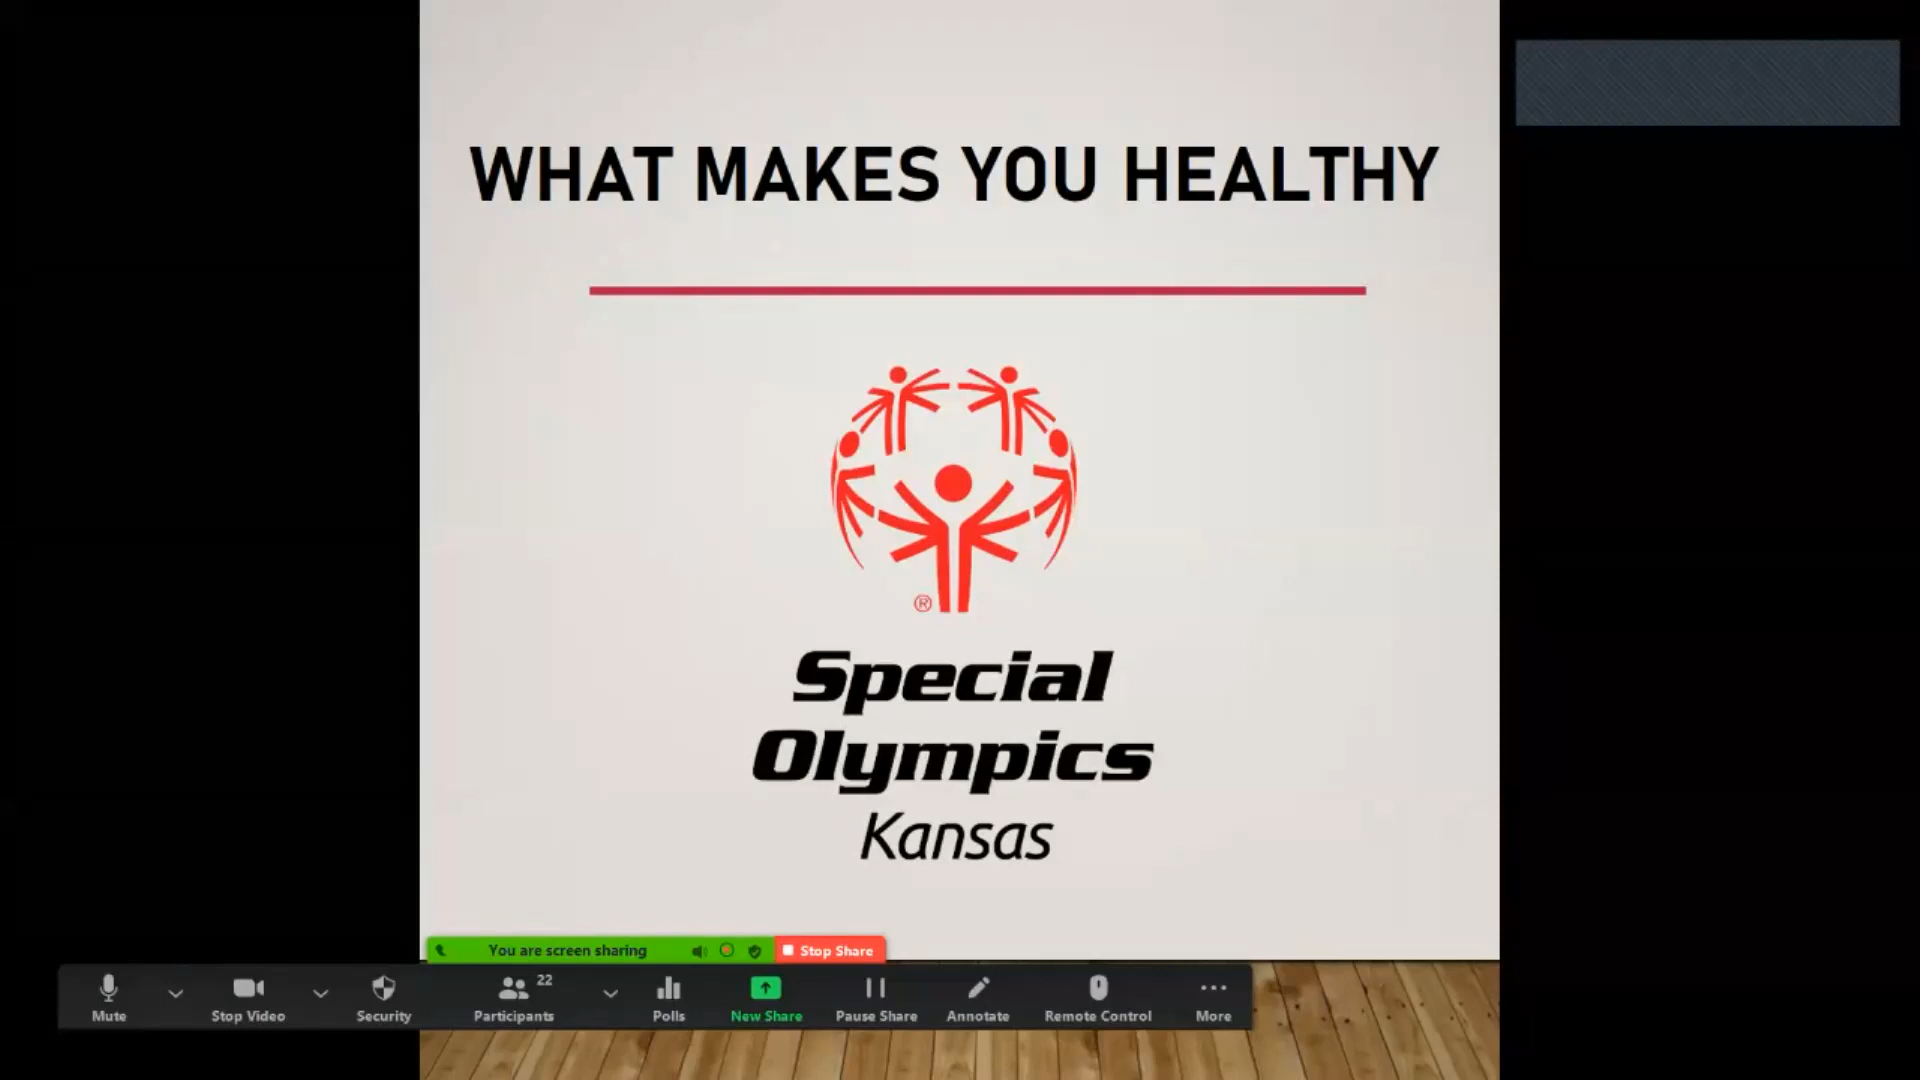 WHAT MAKES YOU HEALTHY
®
Special
Olympics
Kansas
You are screen sharing Stop Share
22
Mute Stop Video Security Participants Polls New Share Pause Share Annotate Remote Control More